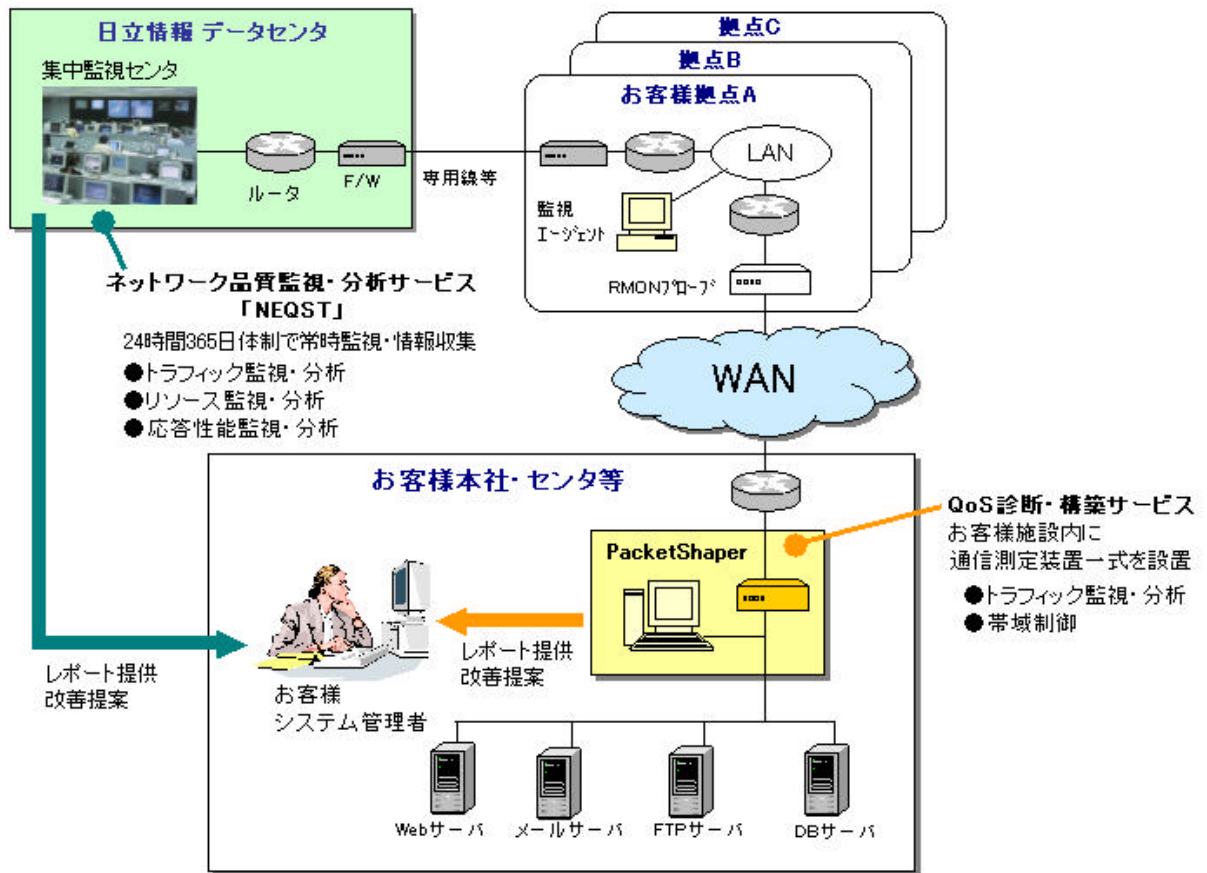 日立情報 データセンタ
集中監視センタ
ルータ
F/W
専用線等
拠点C
拠点B
お客様拠点A
LAN
監視
エージェント
RMONプローブ
ネットワーク品質監視・分析サービス
「NEQST」
24時間365日体制で常時監視・情報収集
●トラフィック監視・分析
●リソース監視・分析
●応答性能監視・分析
WAN
お客様本社・センタ等
PacketShaper
QoS診断・構築サービス
お客様施設内に
通信測定装置一式を設置
●トラフィック監視・分析
●帯域制御
レポート提供
改善提案
レポート提供
改善提案
お客様
システム管理者
Webサーバ
メールサーバ
FTPサーバ
DBサーバ